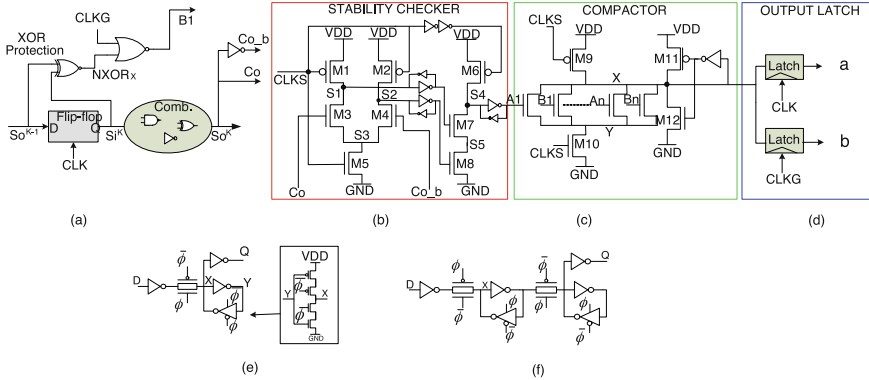 CLKG
B1
XOR
Protection
NXORx
Co_b
Co
Flip-flop
D
Q
So^K-1
Si^K
Comb.
So^K
CLK
(a)
STABILITY CHECKER
VDD
VDD
VDD
CLKS
M1
M2
M6
S1
S2
S4
M3
M4
M7
S3
S5
M5
M8
GND
GND
Co
Co_b
(b)
COMPACTOR
CLKS
VDD
VDD
M9
M11
X
A1
B1
An
Bn
M12
Y
CLKS
M10
GND
GND
(c)
OUTPUT LATCH
Latch
a
CLK
Latch
b
CLKG
(d)
D
ϕ̄
ϕ
X
Q
Y
ϕ
ϕ̄
VDD
Y
X
GND
(e)
D
ϕ
ϕ̄
X
ϕ
ϕ̄
ϕ̄
ϕ
Q
ϕ
ϕ̄
(f)